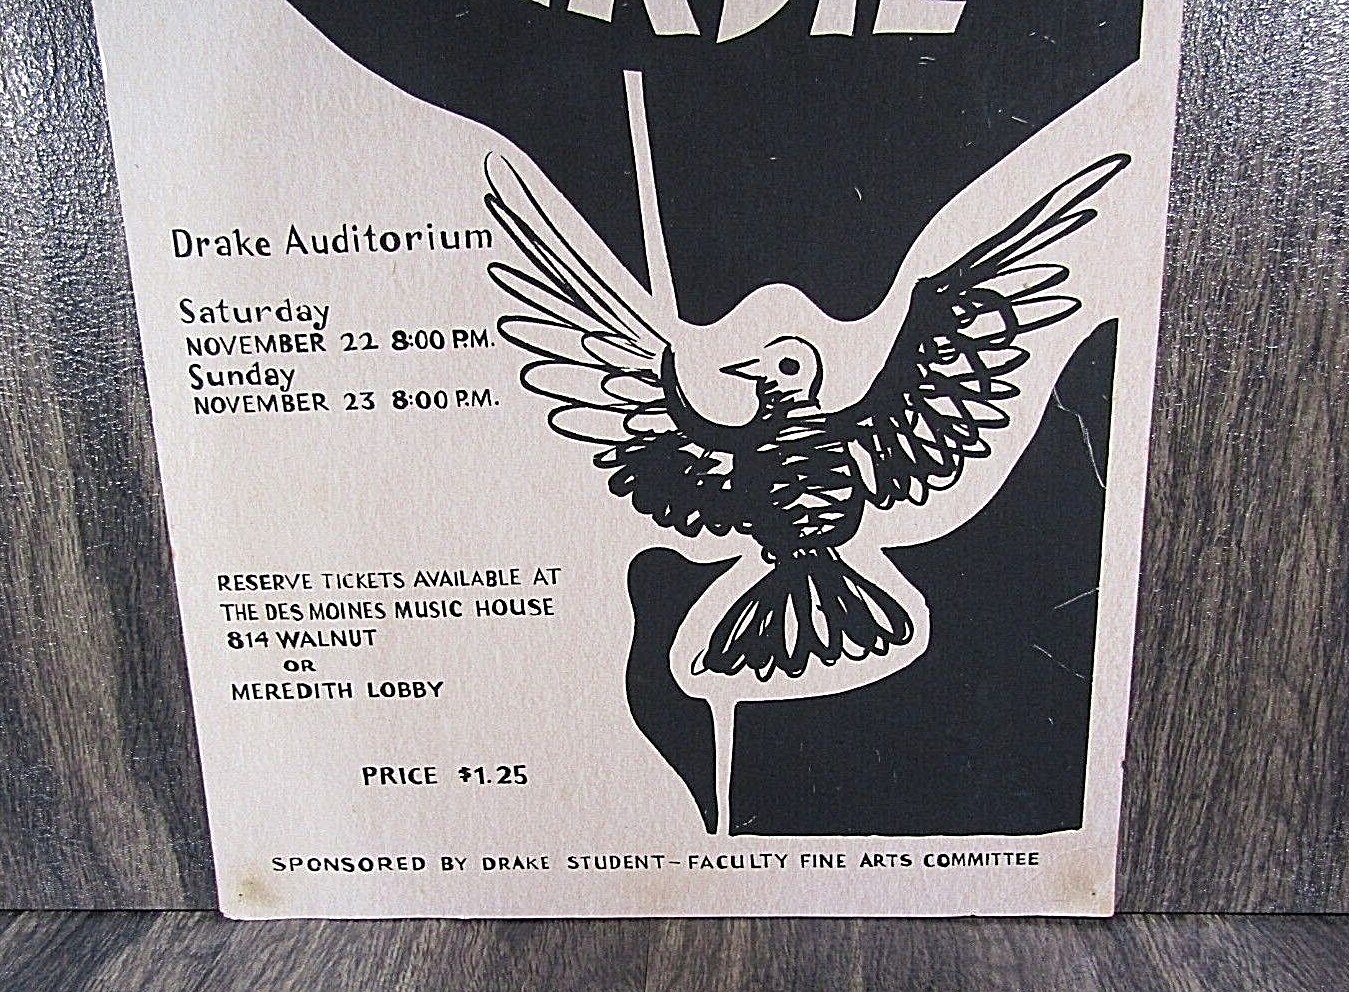 Drake Auditorium
Saturday
NOVEMBER 22 8:00 P.M.
Sunday
NOVEMBER 23 8:00 P.M.
RESERVE TICKETS AVAILABLE AT
THE DES MOINES MUSIC HOUSE
814 WALNUT
OR
MEREDITH LOBBY
PRICE $1.25
SPONSORED BY DRAKE STUDENT-FACULTY FINE ARTS COMMITTEE